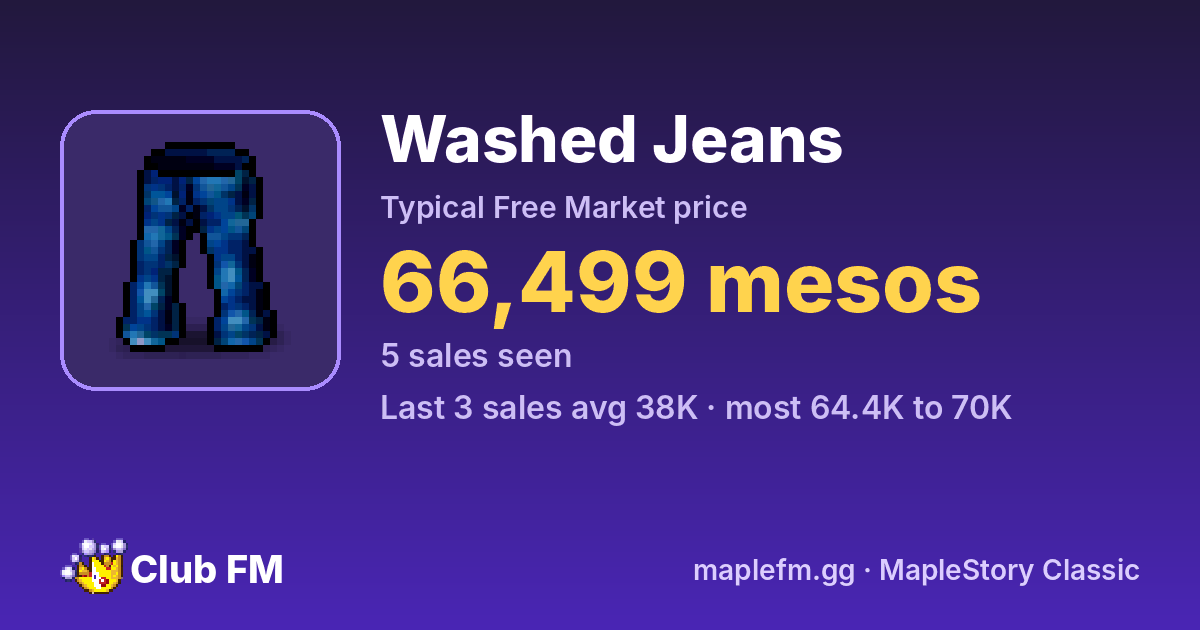 Washed Jeans
Typical Free Market price
66,499 mesos
5 sales seen
Last 3 sales avg 38K · most 64.4K to 70K
Club FM
maplefm.gg · MapleStory Classic